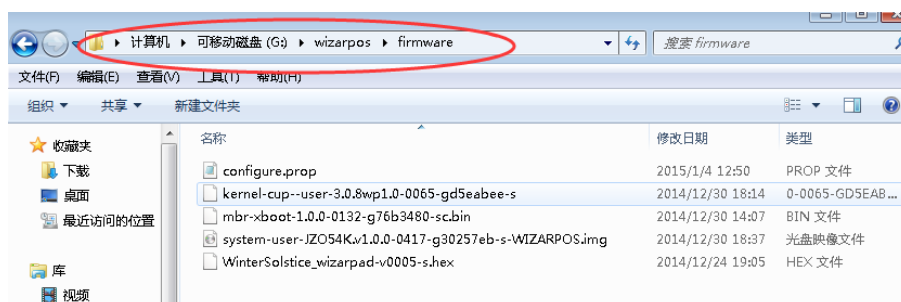 计算机 ▸ 可移动磁盘 (G:) ▸ wizarpos ▸ firmware
搜索 firmware
文件(F) 编辑(E) 查看(V) 工具(T) 帮助(H)
组织 共享 新建文件夹
名称 修改日期 类型
收藏夹
下载
桌面
最近访问的位置
库
视频
configure.prop 2015/1/4 12:50 PROP 文件
kernel-cup--user-3.0.8wp1.0-0065-gd5eabee-s 2014/12/30 18:14 0-0065-GD5EAB...
mbr-xboot-1.0.0-0132-g76b3480-sc.bin 2014/12/30 14:07 BIN 文件
system-user-JZO54K.v1.0.0-0417-g30257eb-s-WIZARPOS.img 2014/12/30 18:37 光盘映像文件
WinterSolstice_wizarpad-v0005-s.hex 2014/12/24 19:05 HEX 文件